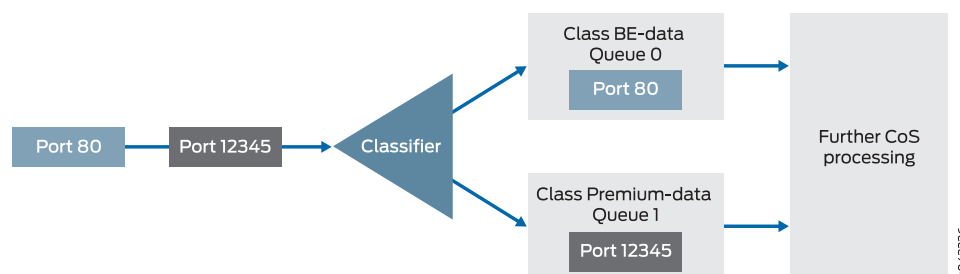 Port 80
Port 12345
Classifier
Class BE-data
Queue 0
Port 80
Class Premium-data
Queue 1
Port 12345
Further CoS
processing